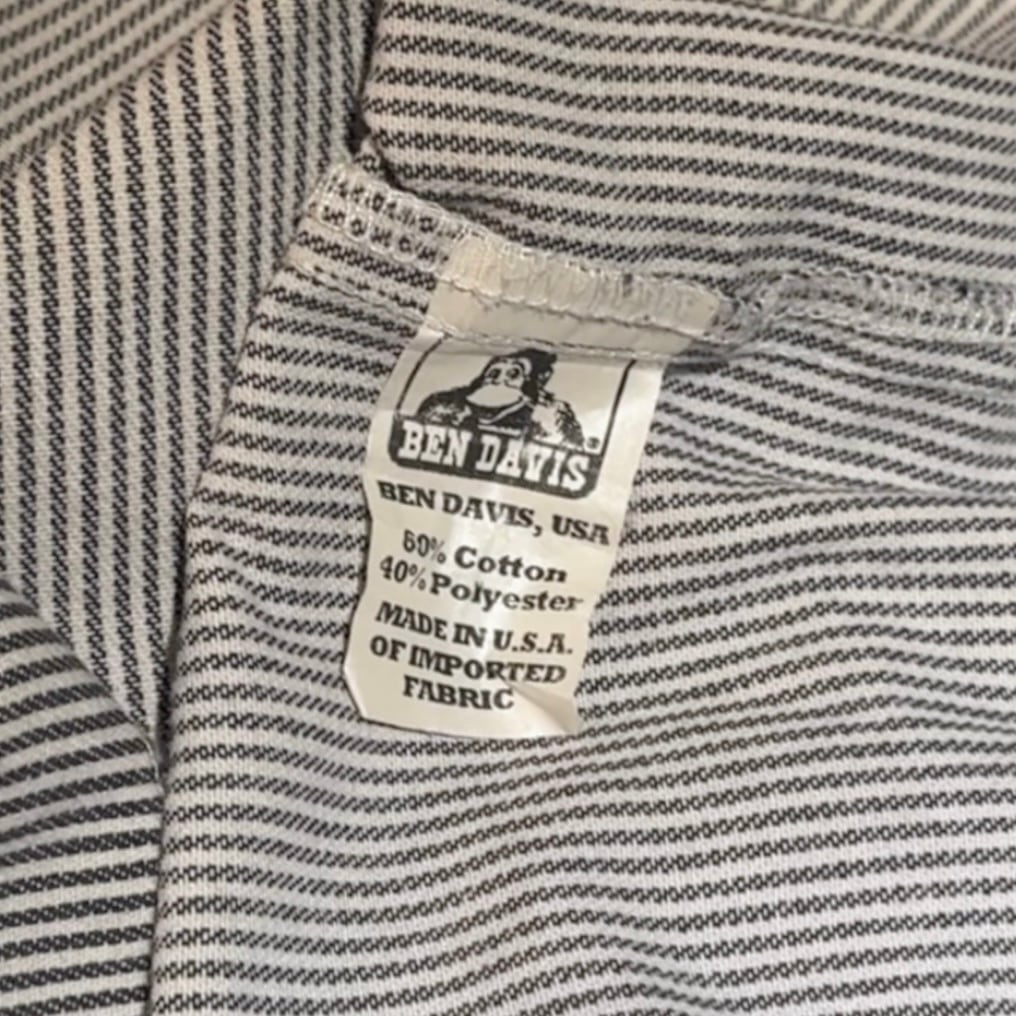 BEN DAVIS
®
BEN DAVIS, USA
60% Cotton
40% Polyester
MADE IN U.S.A.
OF IMPORTED
FABRIC